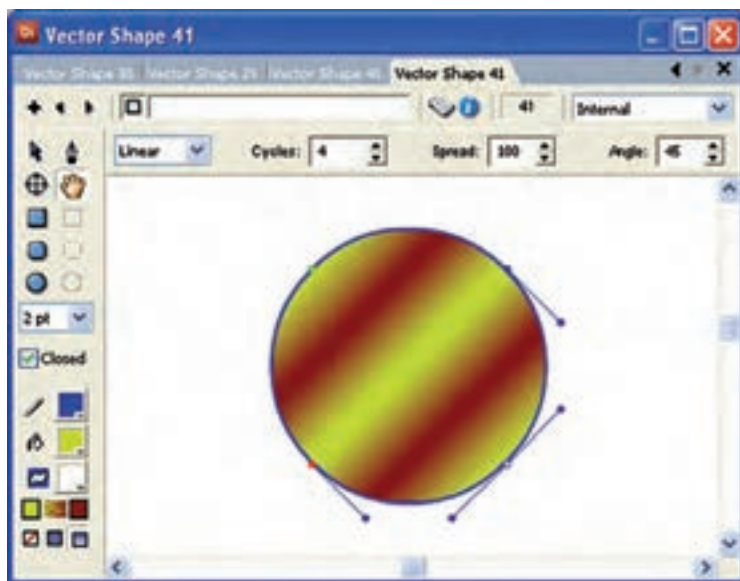 Vector Shape 41
Vector Shape 41
41 Internal
Linear Cycles: 4 Spread: 100 Angle: 45
2 pt
Closed